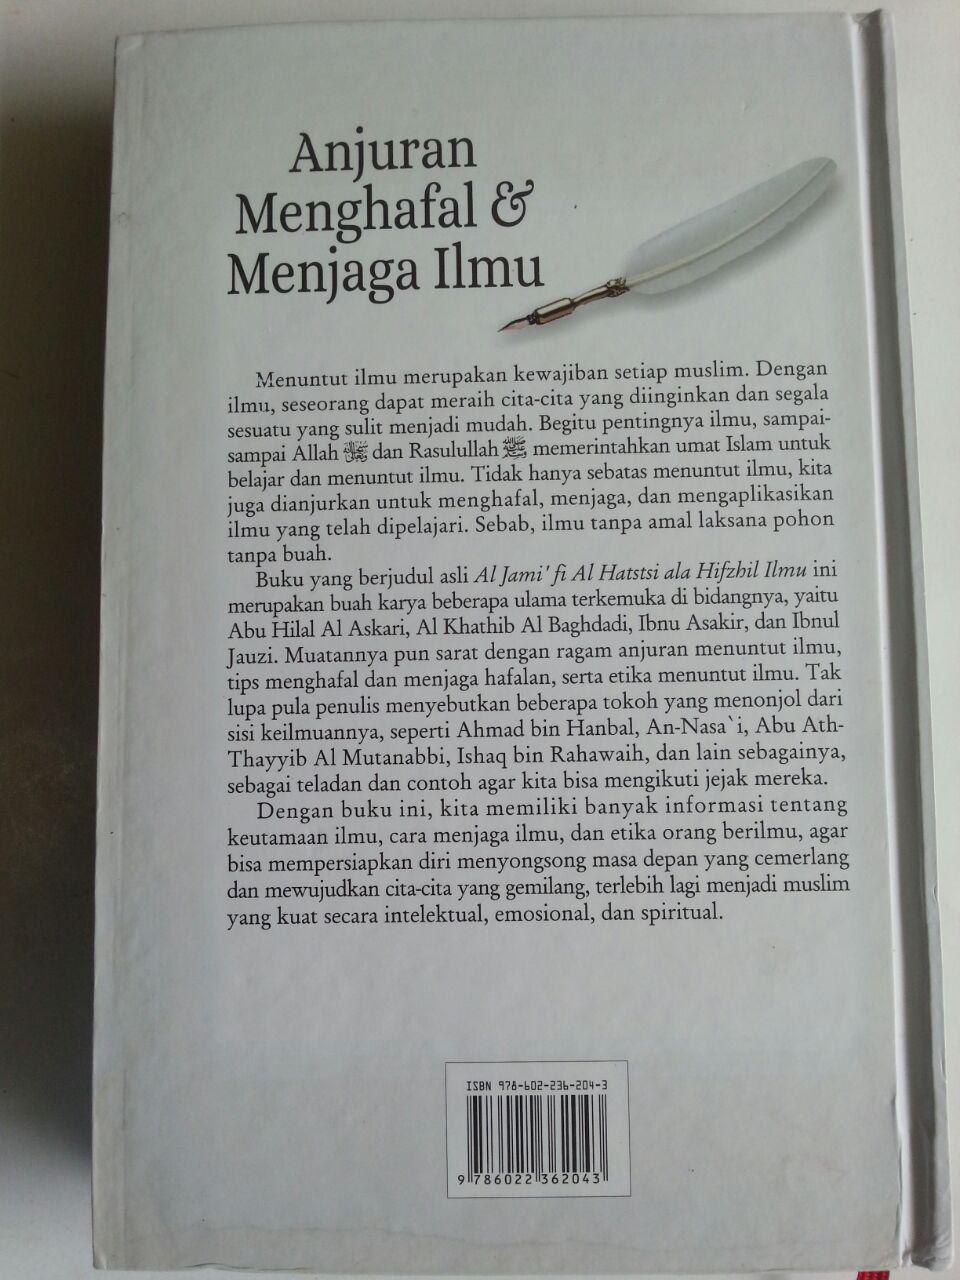 Anjuran
Menghafal &
Menjaga Ilmu
Menuntut ilmu merupakan kewajiban setiap muslim. Dengan
ilmu, seseorang dapat meraih cita-cita yang diinginkan dan segala
sesuatu yang sulit menjadi mudah. Begitu pentingnya ilmu, sampai-
sampai Allah ﷻ dan Rasulullah ﷺ memerintahkan umat Islam untuk
belajar dan menuntut ilmu. Tidak hanya sebatas menuntut ilmu, kita
juga dianjurkan untuk menghafal, menjaga, dan mengaplikasikan
ilmu yang telah dipelajari. Sebab, ilmu tanpa amal laksana pohon
tanpa buah.
Buku yang berjudul asli Al Jami' fi Al Hatstsi ala Hifzhil Ilmu ini
merupakan buah karya beberapa ulama terkemuka di bidangnya, yaitu
Abu Hilal Al Askari, Al Khathib Al Baghdadi, Ibnu Asakir, dan Ibnul
Jauzi. Muatannya pun sarat dengan ragam anjuran menuntut ilmu,
tips menghafal dan menjaga hafalan, serta etika menuntut ilmu. Tak
lupa pula penulis menyebutkan beberapa tokoh yang menonjol dari
sisi keilmuannya, seperti Ahmad bin Hanbal, An-Nasa`i, Abu Ath-
Thayyib Al Mutanabbi, Ishaq bin Rahawaih, dan lain sebagainya,
sebagai teladan dan contoh agar kita bisa mengikuti jejak mereka.
Dengan buku ini, kita memiliki banyak informasi tentang
keutamaan ilmu, cara menjaga ilmu, dan etika orang berilmu, agar
bisa mempersiapkan diri menyongsong masa depan yang cemerlang
dan mewujudkan cita-cita yang gemilang, terlebih lagi menjadi muslim
yang kuat secara intelektual, emosional, dan spiritual.
ISBN 978-602-236-204-3
9 786022 362043